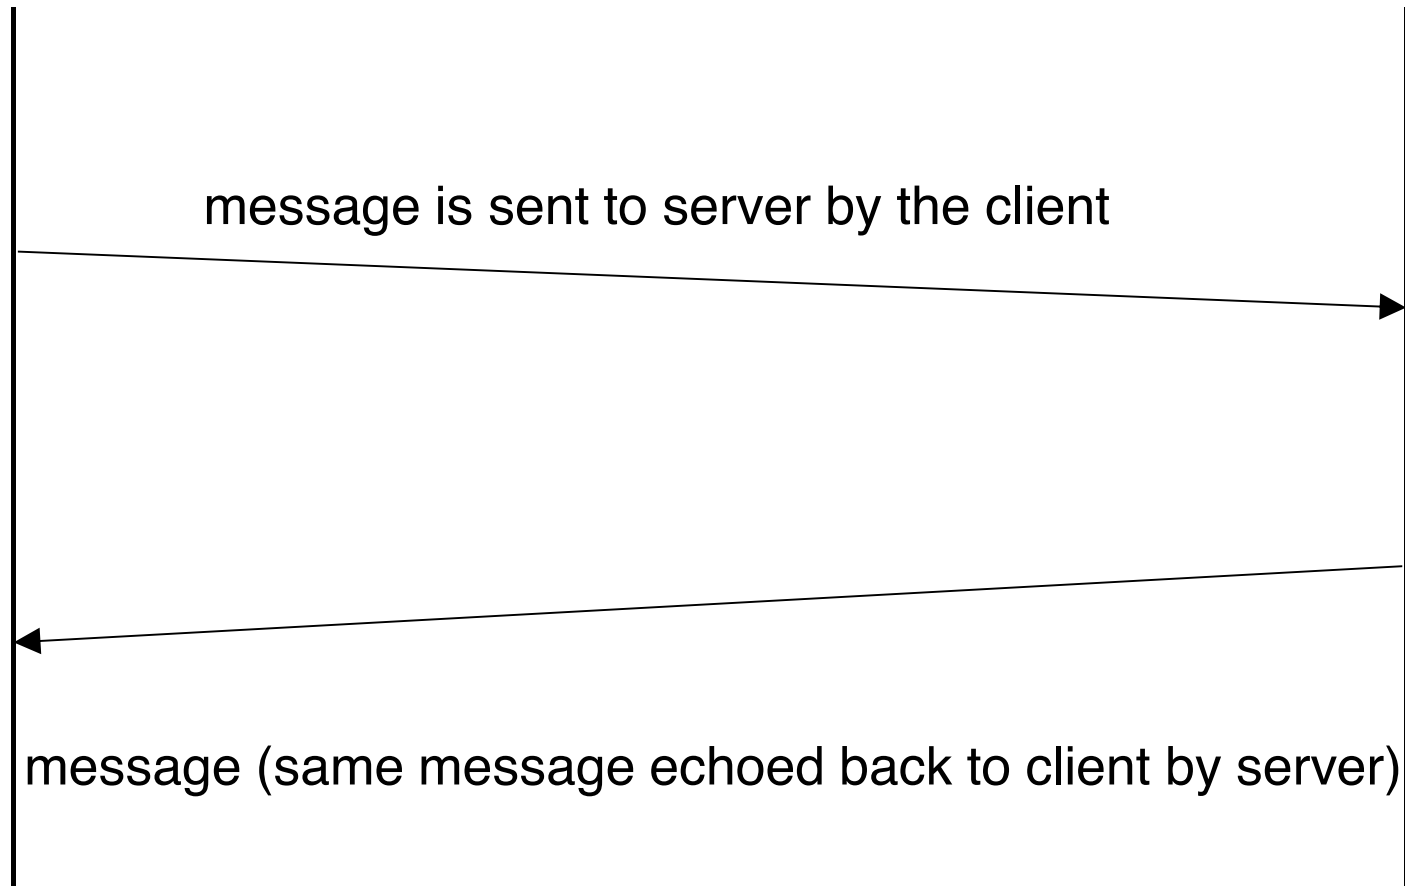 message is sent to server by the client
message (same message echoed back to client by server)